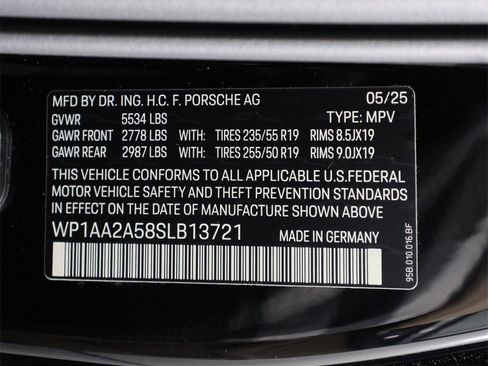 MFD BY DR. ING. H.C. F. PORSCHE AG 05/25
GVWR 5534 LBS TYPE: MPV
GAWR FRONT 2778 LBS WITH: TIRES 235/55 R19 RIMS 8.5JX19
GAWR REAR 2987 LBS WITH: TIRES 255/50 R19 RIMS 9.0JX19
THIS VEHICLE CONFORMS TO ALL APPLICABLE U.S.FEDERAL
MOTOR VEHICLE SAFETY AND THEFT PREVENTION STANDARDS
IN EFFECT ON THE DATE OF MANUFACTURE SHOWN ABOVE
WP1AA2A58SLB13721 MADE IN GERMANY
95B.010.016.BF